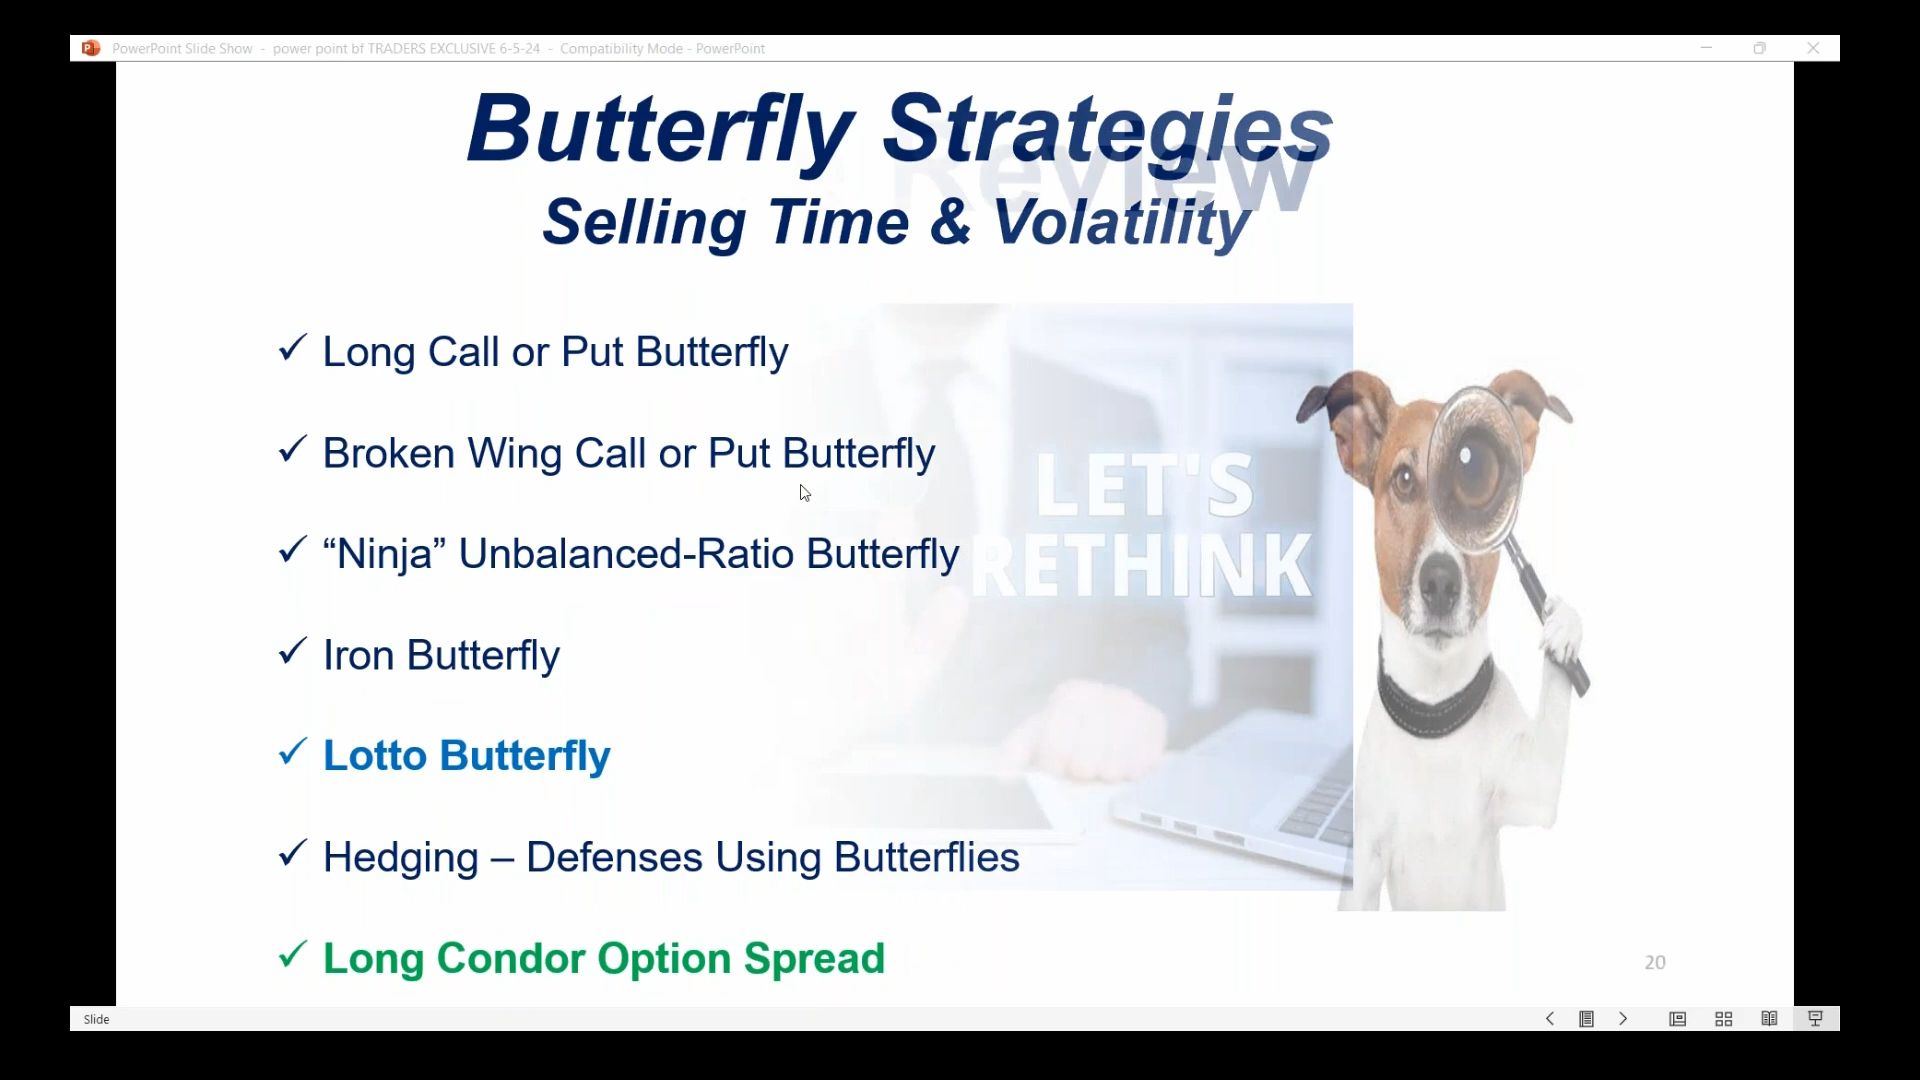 PowerPoint Slide Show - power point bf TRADERS EXCLUSIVE 6-5-24 - Compatibility Mode - PowerPoint
Butterfly Strategies
Review
Selling Time & Volatility
✓ Long Call or Put Butterfly
✓ Broken Wing Call or Put Butterfly
LET'S
RETHINK
✓ “Ninja” Unbalanced-Ratio Butterfly
✓ Iron Butterfly
✓ Lotto Butterfly
✓ Hedging – Defenses Using Butterflies
✓ Long Condor Option Spread
20
Slide